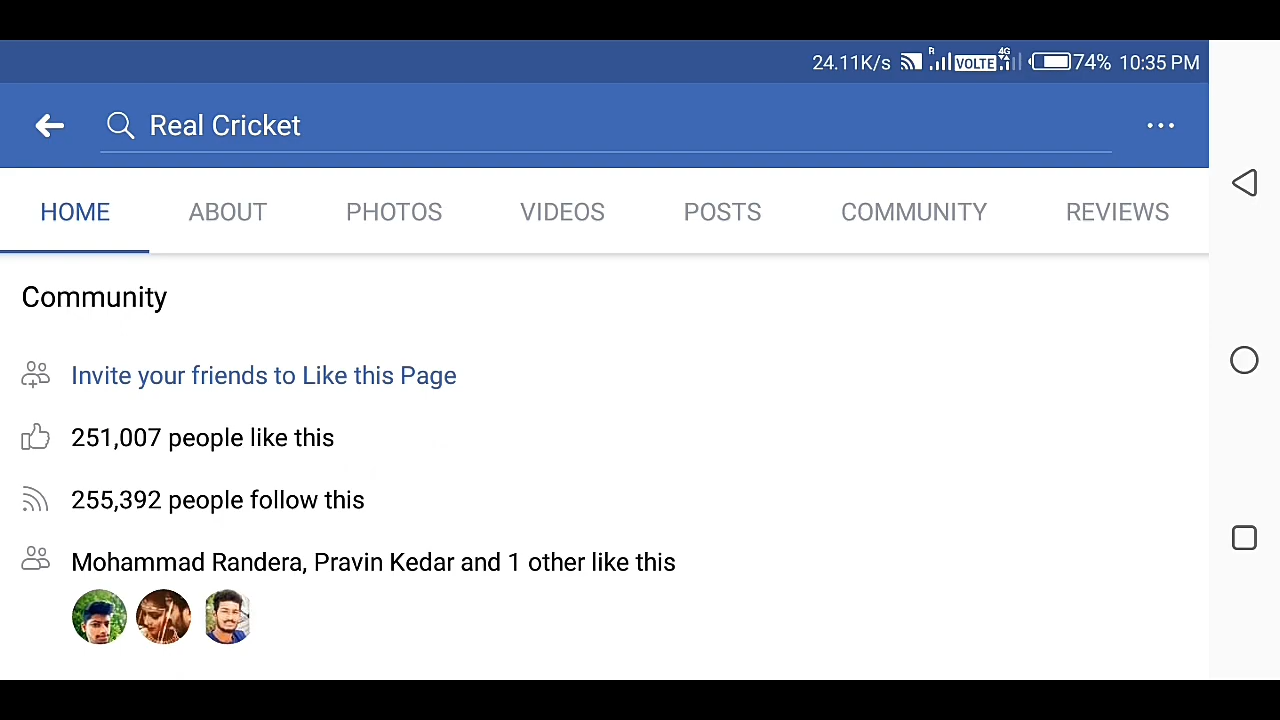 24.11K/s R VOLTE 4G 74% 10:35 PM
Real Cricket
HOME ABOUT PHOTOS VIDEOS POSTS COMMUNITY REVIEWS
Community
Invite your friends to Like this Page
251,007 people like this
255,392 people follow this
Mohammad Randera, Pravin Kedar and 1 other like this